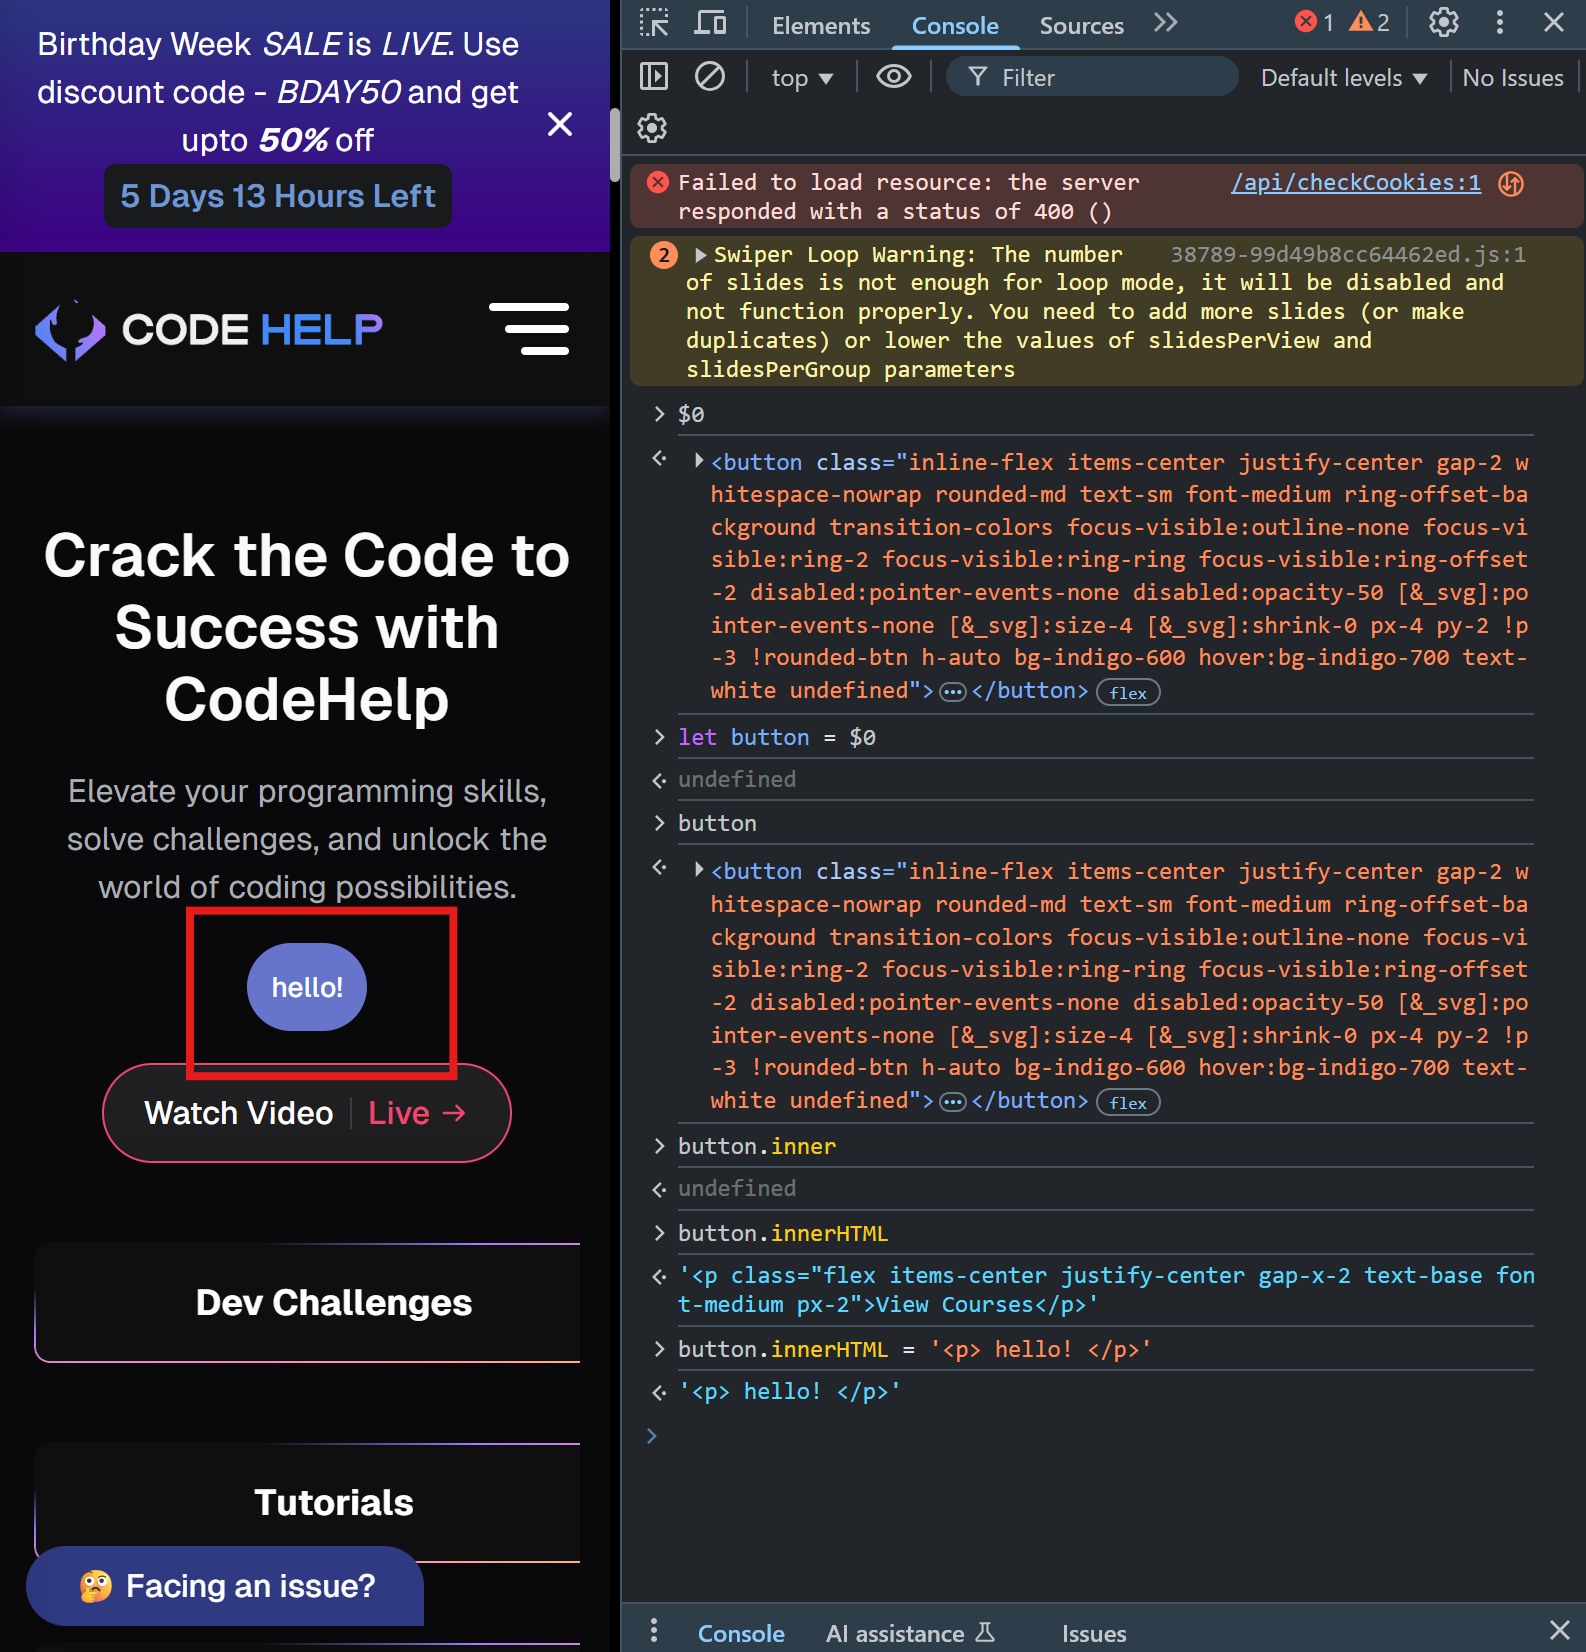 Birthday Week SALE is LIVE. Use
discount code - BDAY50 and get
upto 50% off
5 Days 13 Hours Left
CODE HELP
Crack the Code to
Success with
CodeHelp
Elevate your programming skills,
solve challenges, and unlock the
world of coding possibilities.
hello!
Watch Video | Live →
Dev Challenges
Tutorials
Facing an issue?
Elements Console Sources 1 2
top Filter Default levels No Issues
Failed to load resource: the server /api/checkCookies:1
responded with a status of 400 ()
2 Swiper Loop Warning: The number 38789-99d49b8cc64462ed.js:1
of slides is not enough for loop mode, it will be disabled and
not function properly. You need to add more slides (or make
duplicates) or lower the values of slidesPerView and
slidesPerGroup parameters
> $0
<button class="inline-flex items-center justify-center gap-2 w
hitespace-nowrap rounded-md text-sm font-medium ring-offset-ba
ckground transition-colors focus-visible:outline-none focus-vi
sible:ring-2 focus-visible:ring-ring focus-visible:ring-offset
-2 disabled:pointer-events-none disabled:opacity-50 [&_svg]:po
inter-events-none [&_svg]:size-4 [&_svg]:shrink-0 px-4 py-2 !p
-3 !rounded-btn h-auto bg-indigo-600 hover:bg-indigo-700 text-
white undefined">…</button> flex
> let button = $0
undefined
> button
<button class="inline-flex items-center justify-center gap-2 w
hitespace-nowrap rounded-md text-sm font-medium ring-offset-ba
ckground transition-colors focus-visible:outline-none focus-vi
sible:ring-2 focus-visible:ring-ring focus-visible:ring-offset
-2 disabled:pointer-events-none disabled:opacity-50 [&_svg]:po
inter-events-none [&_svg]:size-4 [&_svg]:shrink-0 px-4 py-2 !p
-3 !rounded-btn h-auto bg-indigo-600 hover:bg-indigo-700 text-
white undefined">…</button> flex
> button.inner
undefined
> button.innerHTML
'<p class="flex items-center justify-center gap-x-2 text-base fon
t-medium px-2">View Courses</p>'
> button.innerHTML = '<p> hello! </p>'
'<p> hello! </p>'
>
Console AI assistance Issues